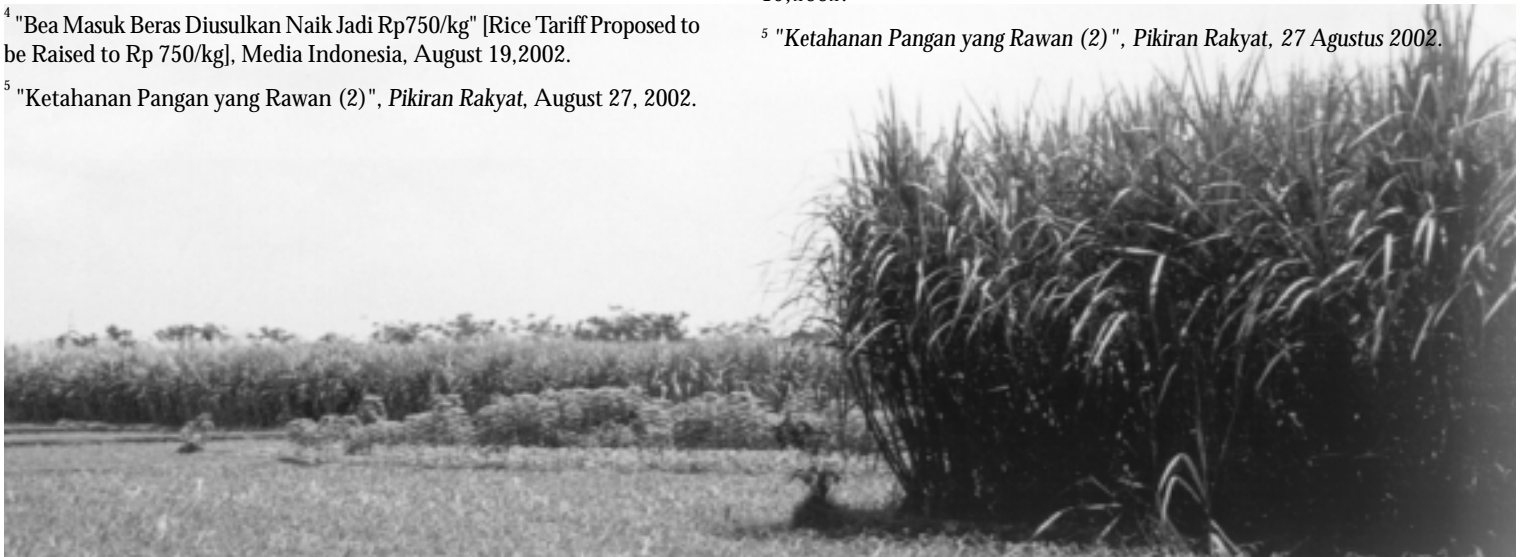 ⁴ "Bea Masuk Beras Diusulkan Naik Jadi Rp750/kg" [Rice Tariff Proposed to
be Raised to Rp 750/kg], Media Indonesia, August 19,2002.
⁵ "Ketahanan Pangan yang Rawan (2)", Pikiran Rakyat, August 27, 2002.
⁵ "Ketahanan Pangan yang Rawan (2)", Pikiran Rakyat, 27 Agustus 2002.